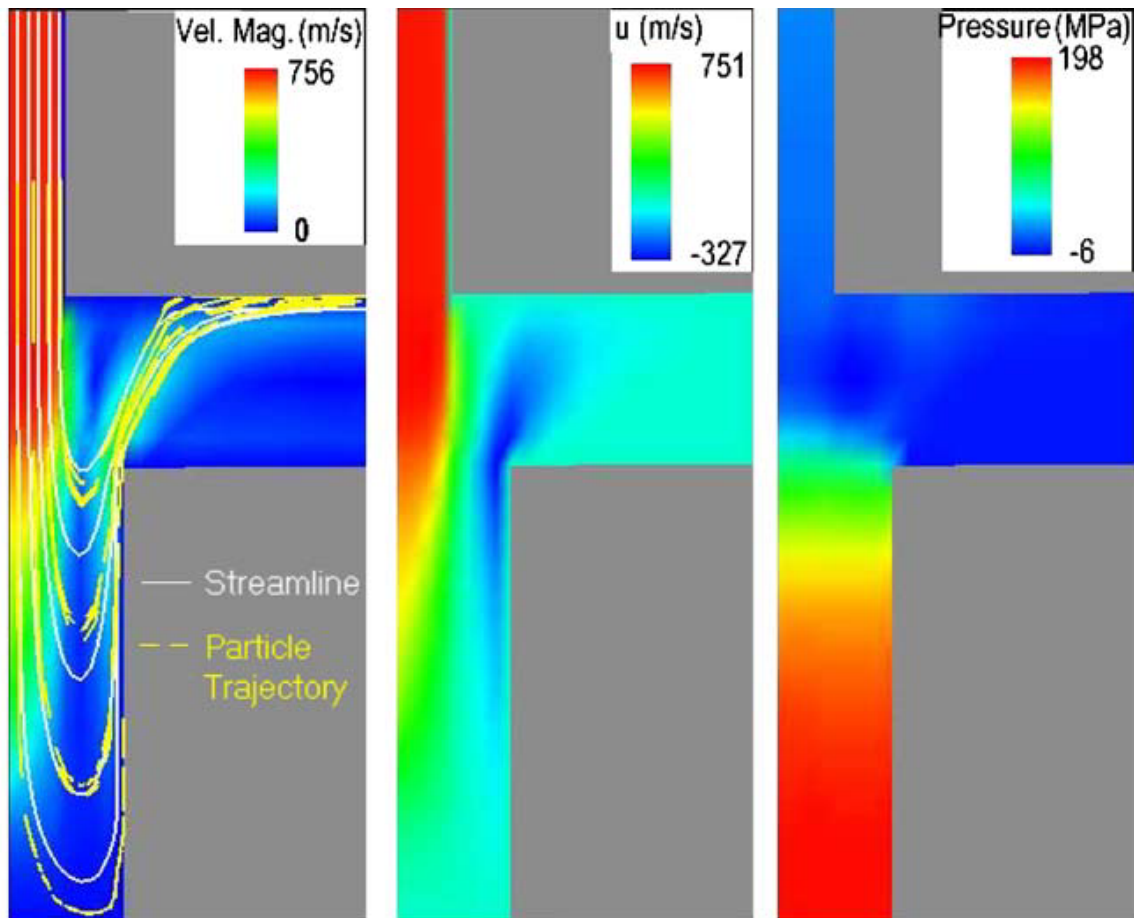 Vel. Mag. (m/s)
756
0
Streamline
Particle
Trajectory
u (m/s)
751
-327
Pressure (MPa)
198
-6